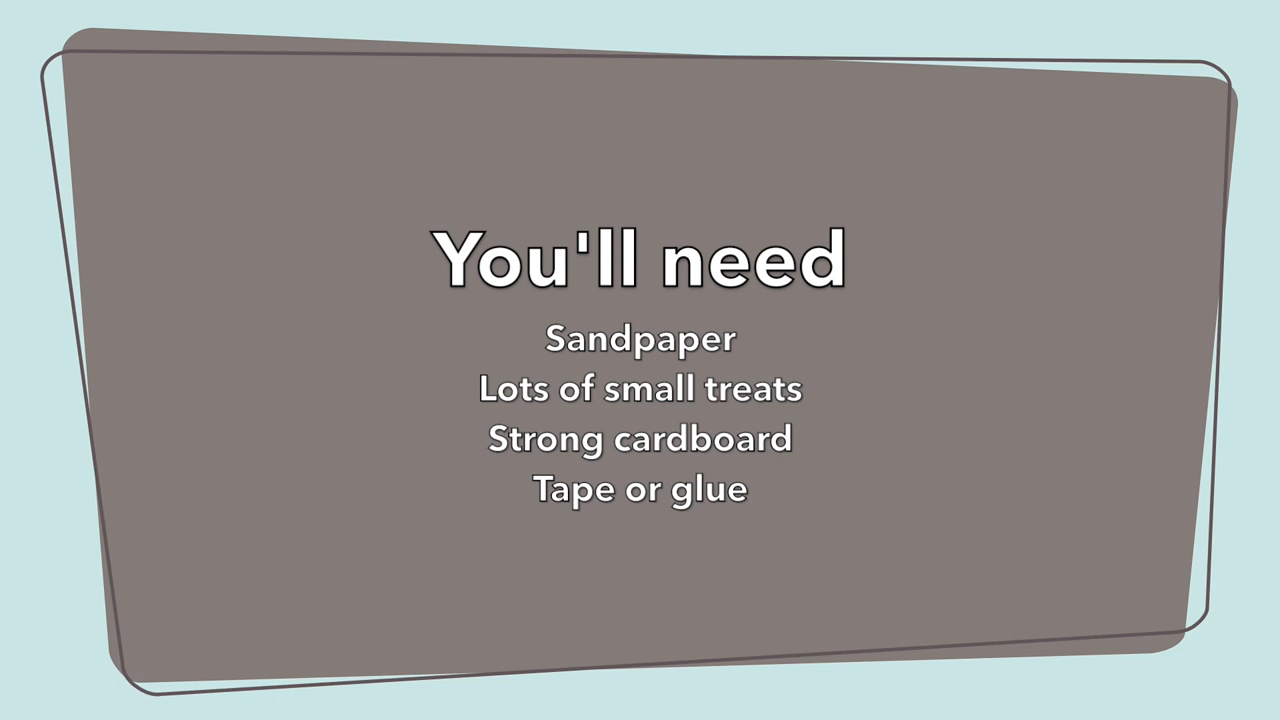 You'll need
Sandpaper
Lots of small treats
Strong cardboard
Tape or glue